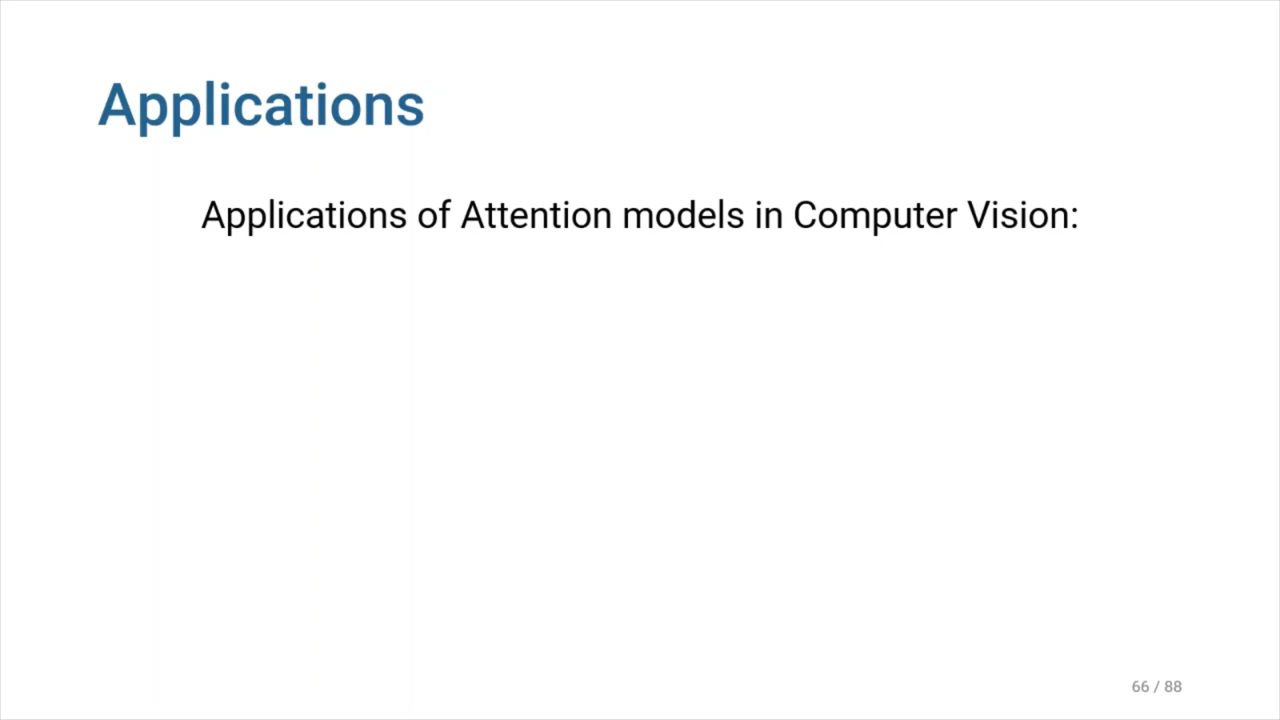 Applications
Applications of Attention models in Computer Vision:
66 / 88